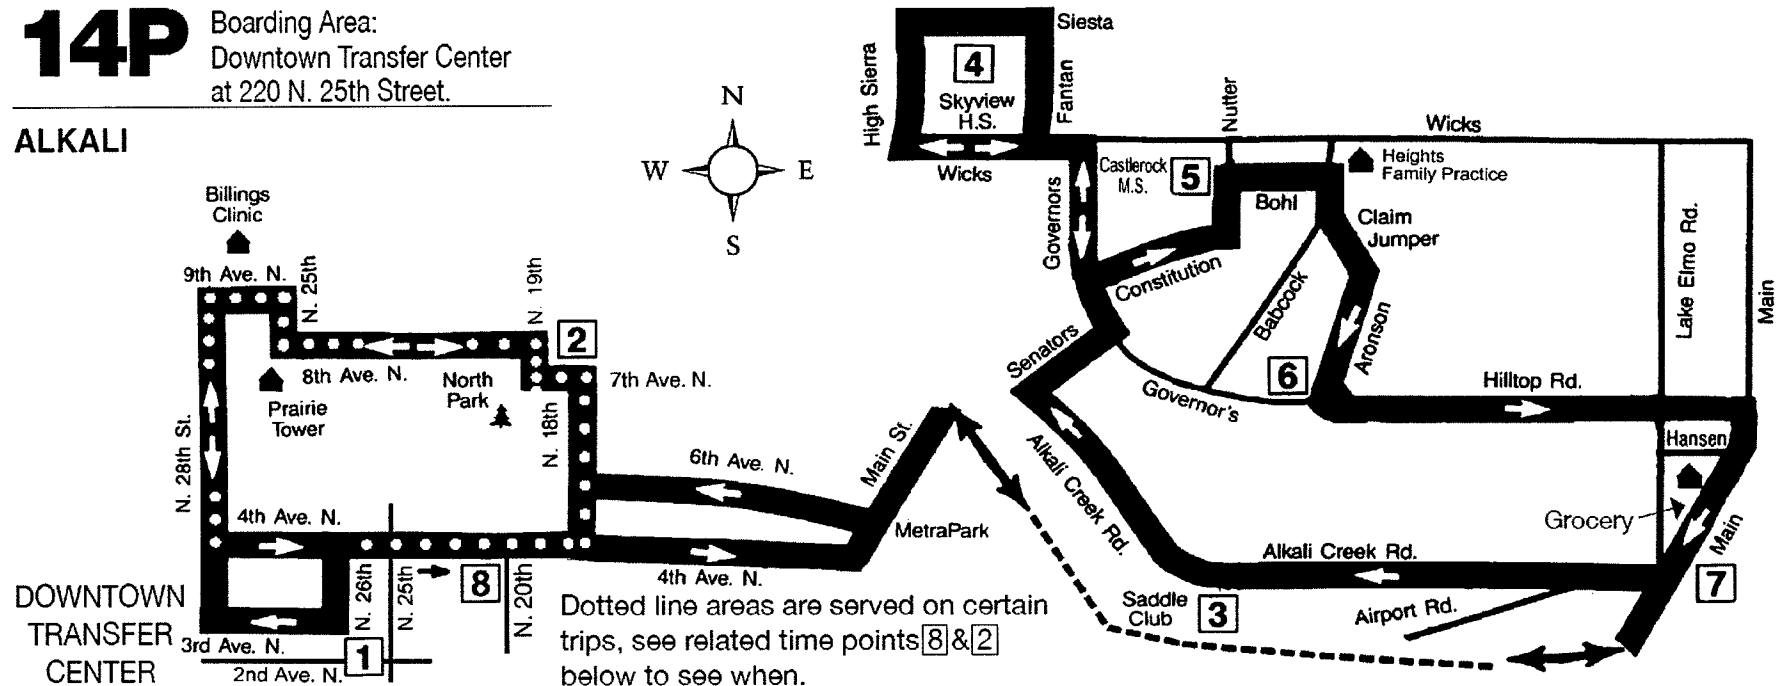 14P
Boarding Area:
Downtown Transfer Center
at 220 N. 25th Street.
ALKALI
N
W E
S
Billings
Clinic
9th Ave. N.
N. 25th
N. 19th
2
8th Ave. N.
North
Park
7th Ave. N.
Prairie
Tower
N. 18th
N. 28th St.
4th Ave. N.
6th Ave. N.
Main St.
MetraPark
4th Ave. N.
DOWNTOWN
TRANSFER
CENTER
3rd Ave. N.
2nd Ave. N.
1
N. 26th
N. 25th
8
N. 20th
Dotted line areas are served on certain
trips, see related time points 8 & 2
below to see when.
Siesta
High Sierra
4
Skyview
H.S.
Fantan
Wicks
Nutter
Wicks
Castlerock
M.S.
5
Heights
Family Practice
Governors
Bohl
Claim
Jumper
Constitution
Lake Elmo Rd.
Main
Babcock
Aronson
Senators
6
Governor's
Hilltop Rd.
Hansen
Alkali Creek Rd.
Grocery
Main
Alkali Creek Rd.
7
Saddle
Club
3
Airport Rd.